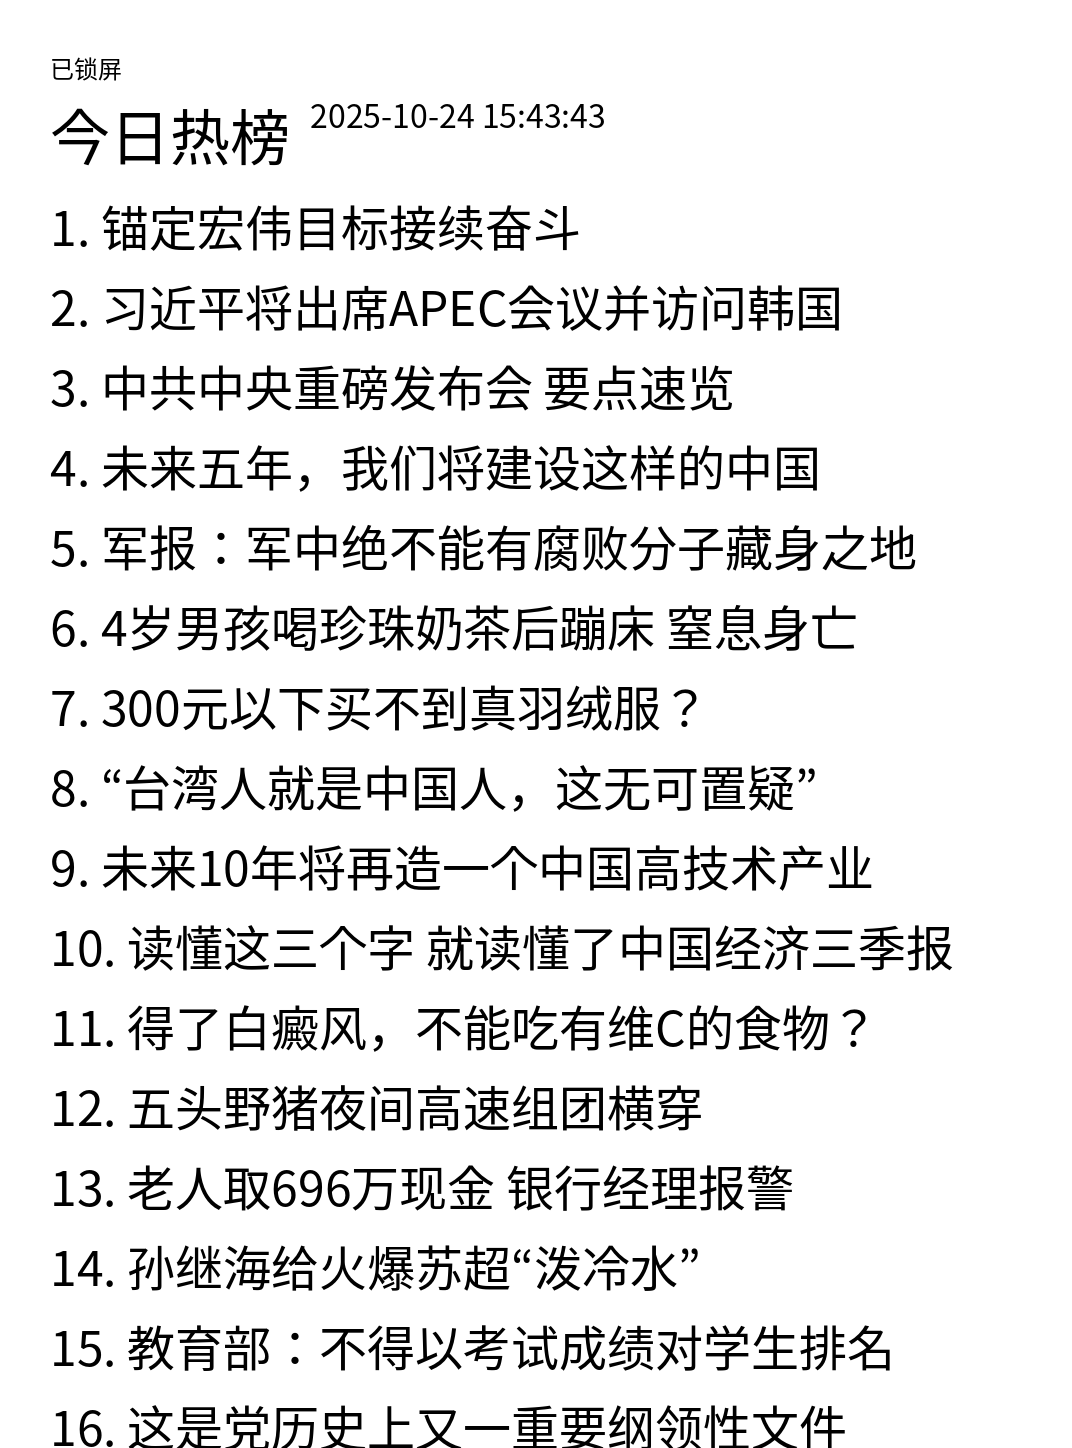 已锁屏
今日热榜 2025-10-24 15:43:43
1. 锚定宏伟目标接续奋斗
2. 习近平将出席APEC会议并访问韩国
3. 中共中央重磅发布会 要点速览
4. 未来五年，我们将建设这样的中国
5. 军报：军中绝不能有腐败分子藏身之地
6. 4岁男孩喝珍珠奶茶后蹦床 窒息身亡
7. 300元以下买不到真羽绒服？
8. “台湾人就是中国人，这无可置疑”
9. 未来10年将再造一个中国高技术产业
10. 读懂这三个字 就读懂了中国经济三季报
11. 得了白癜风，不能吃有维C的食物？
12. 五头野猪夜间高速组团横穿
13. 老人取696万现金 银行经理报警
14. 孙继海给火爆苏超“泼冷水”
15. 教育部：不得以考试成绩对学生排名
16. 这是党历史上又一重要纲领性文件